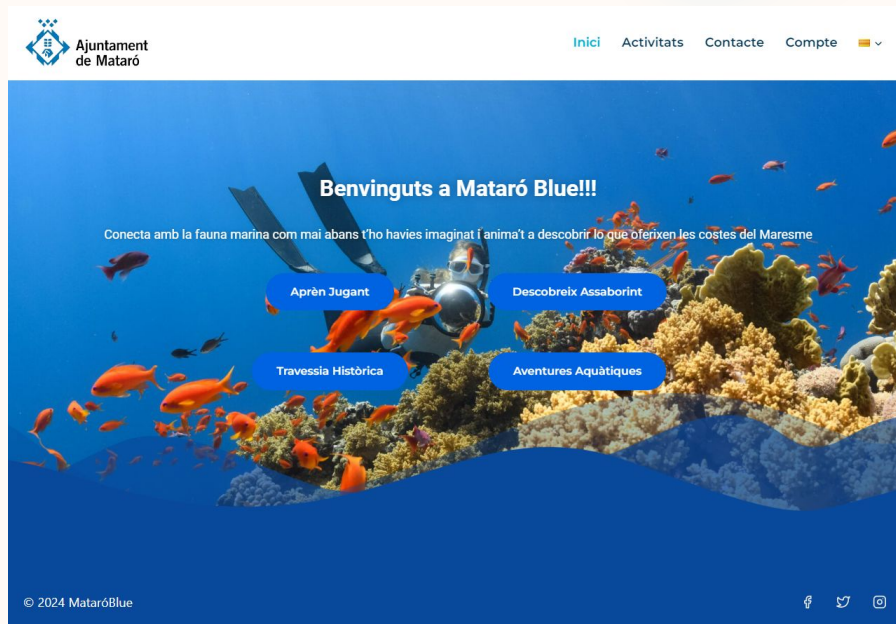 Ajuntament
de Mataró
Inici Activitats Contacte Compte
Benvinguts a Mataró Blue!!!
Conecta amb la fauna marina com mai abans t'ho havies imaginat i anima't a descobrir lo que oferixen les costes del Maresme
Aprèn Jugant Descobreix Assaborint
Travessia Històrica Aventures Aquàtiques
© 2024 MataróBlue